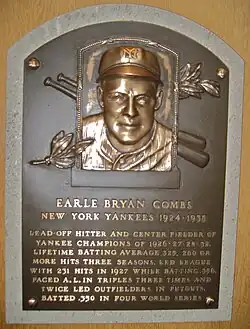 EARLE BRYAN COMBS
NEW YORK YANKEES 1924-1935
LEAD-OFF HITTER AND CENTER FIELDER OF
YANKEE CHAMPIONS OF 1926-27-28-32.
LIFETIME BATTING AVERAGE .325. 200 OR
MORE HITS THREE SEASONS. LED LEAGUE
WITH 231 HITS IN 1927 WHILE BATTING .356.
PACED A.L. IN TRIPLES THREE TIMES AND
TWICE LED OUTFIELDERS IN PUTOUTS.
BATTED .350 IN FOUR WORLD SERIES.